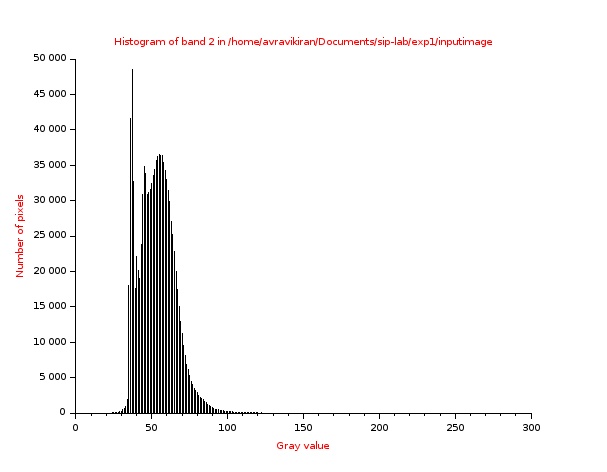 Histogram of band 2 in /home/avravikiran/Documents/sip-lab/exp1/inputimage
50 000
45 000
40 000
35 000
30 000
25 000
20 000
15 000
10 000
5 000
0
Number of pixels
0 50 100 150 200 250 300
Gray value